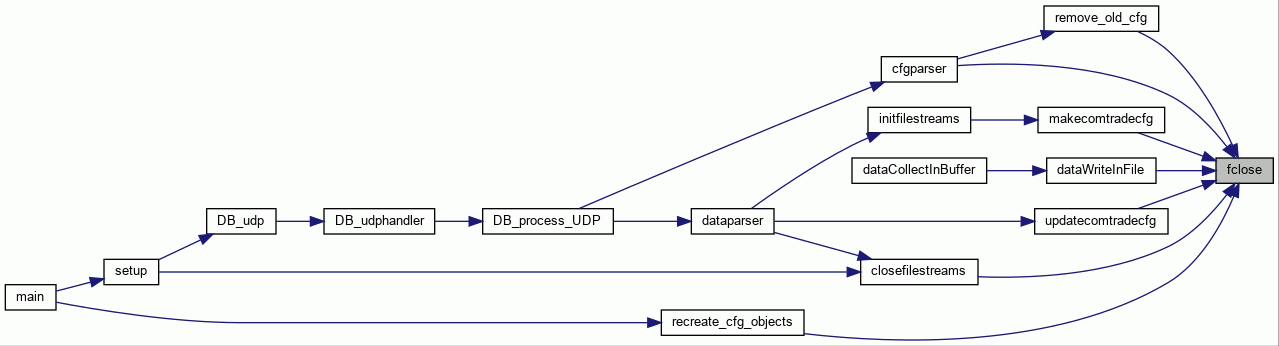 remove_old_cfg
cfgparser
initfilestreams
makecomtradecfg
dataCollectInBuffer
dataWriteInFile
fclose
DB_udp
DB_udphandler
DB_process_UDP
dataparser
updatecomtradecfg
setup
closefilestreams
main
recreate_cfg_objects